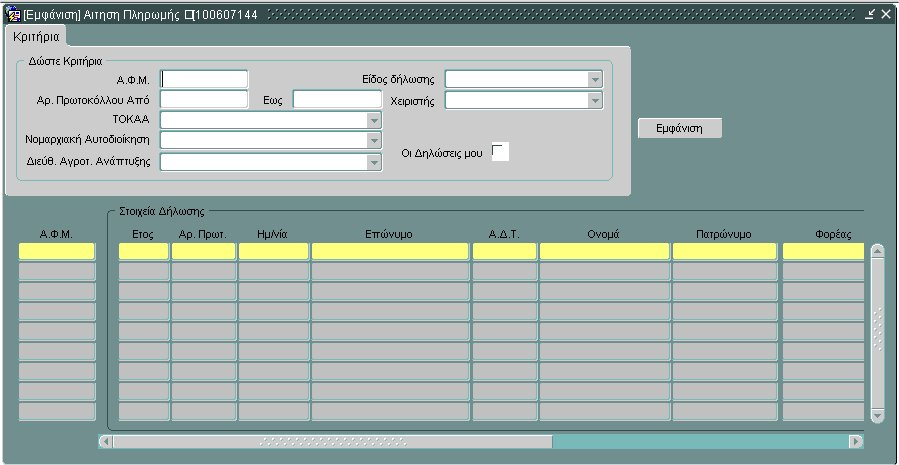 [Εμφάνιση] Αιτηση Πληρωμής □[100607144
Κριτήρια
Δώστε Κριτήρια
Α.Φ.Μ.
Είδος δήλωσης
Αρ. Πρωτοκόλλου Από
Εως
Χειριστής
ΤΟΚΑΑ
Εμφάνιση
Νομαρχιακή Αυτοδιοίκηση
Οι Δηλώσεις μου
Διεύθ. Αγροτ. Ανάπτυξης
Στοιχεία Δήλωσης
Α.Φ.Μ. Ετος Αρ. Πρωτ. Ημ/νία Επώνυμο Α.Δ.Τ. Ονομά Πατρώνυμο Φορέας